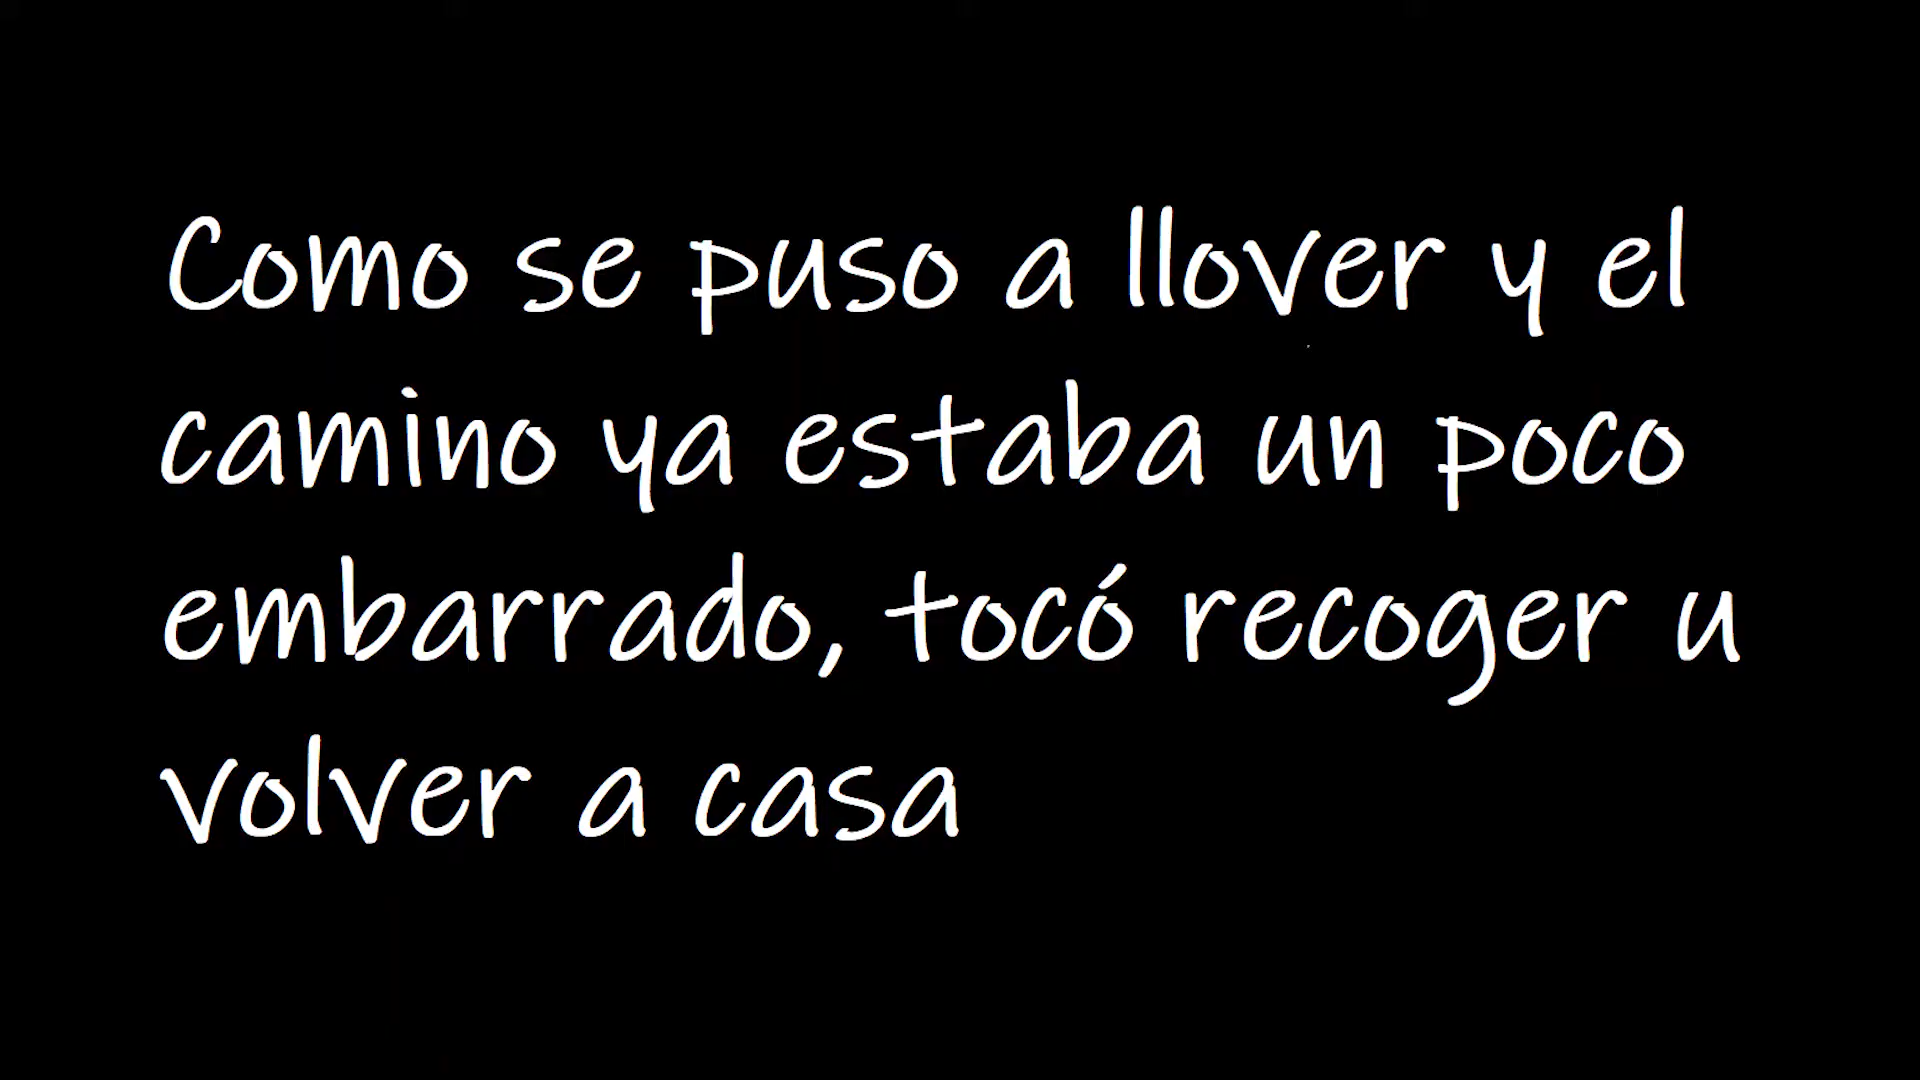 Como se puso a llover y el
camino ya estaba un poco
embarrado, tocó recoger u
volver a casa